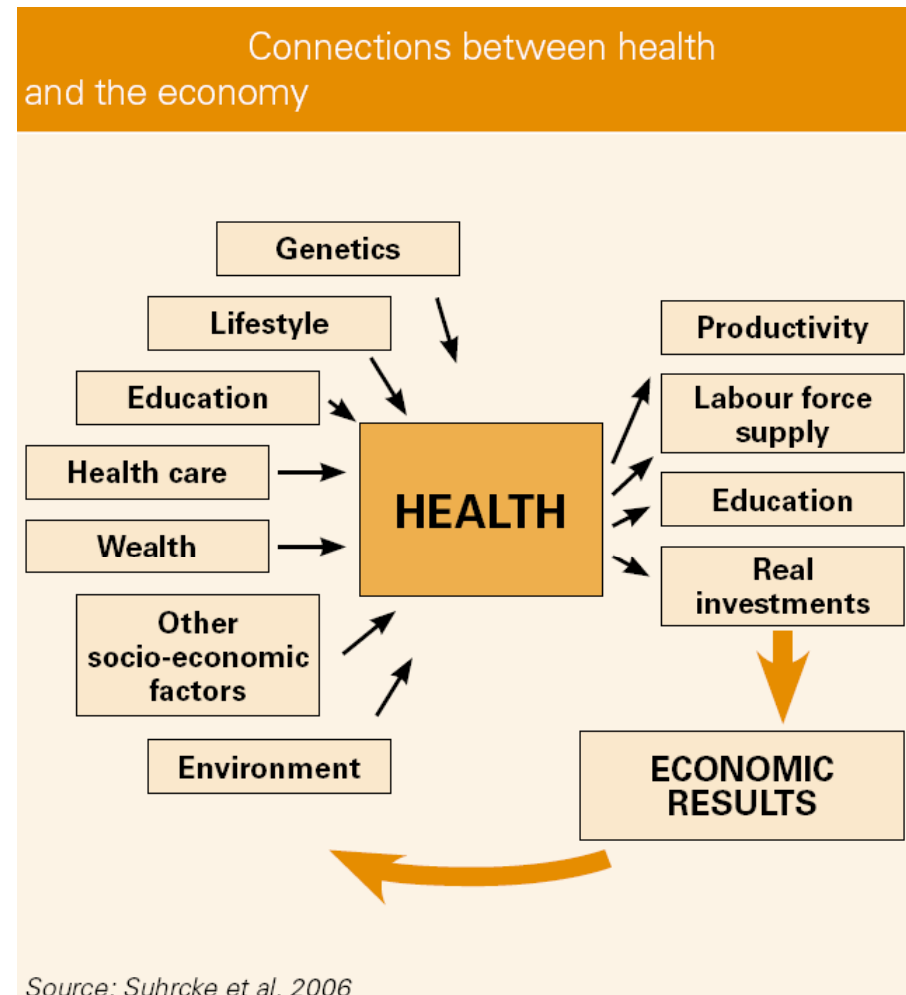 Connections between health
and the economy
Genetics
Lifestyle
Education
Health care
Wealth
Other
socio-economic
factors
Environment
HEALTH
Productivity
Labour force
supply
Education
Real
investments
ECONOMIC
RESULTS
Source: Suhrcke et al. 2006